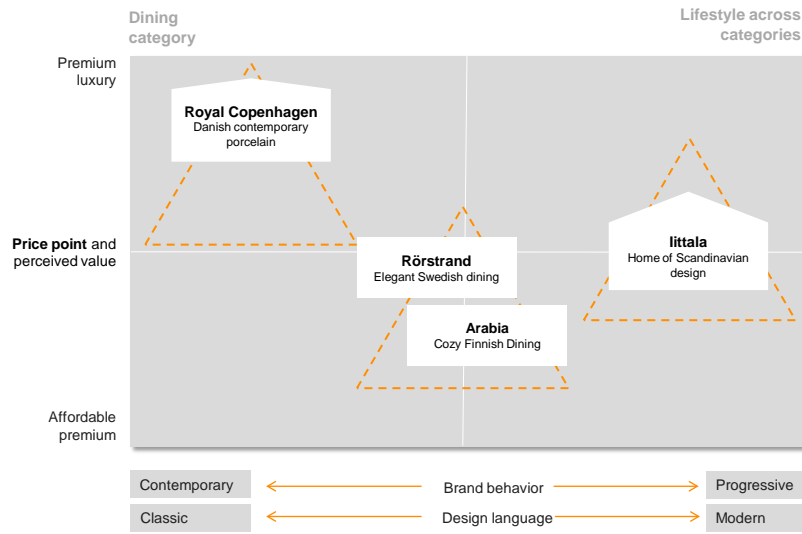 Dining
category
Lifestyle across
categories
Premium
luxury
Royal Copenhagen
Danish contemporary
porcelain
Price point and
perceived value
Rörstrand
Elegant Swedish dining
Iittala
Home of Scandinavian
design
Arabia
Cozy Finnish Dining
Affordable
premium
Contemporary
Brand behavior
Progressive
Classic
Design language
Modern